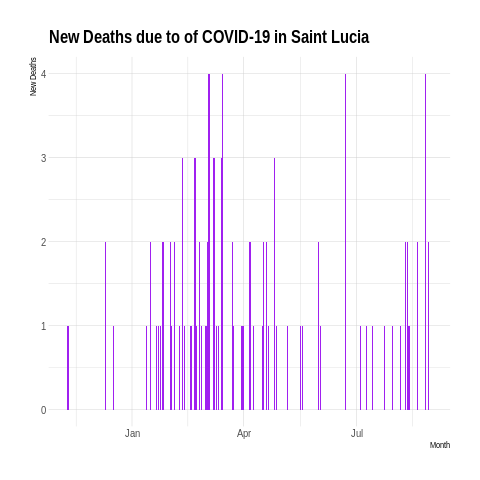 New Deaths due to of COVID-19 in Saint Lucia
New Deaths
4
3
2
1
0
Jan Apr Jul
Month